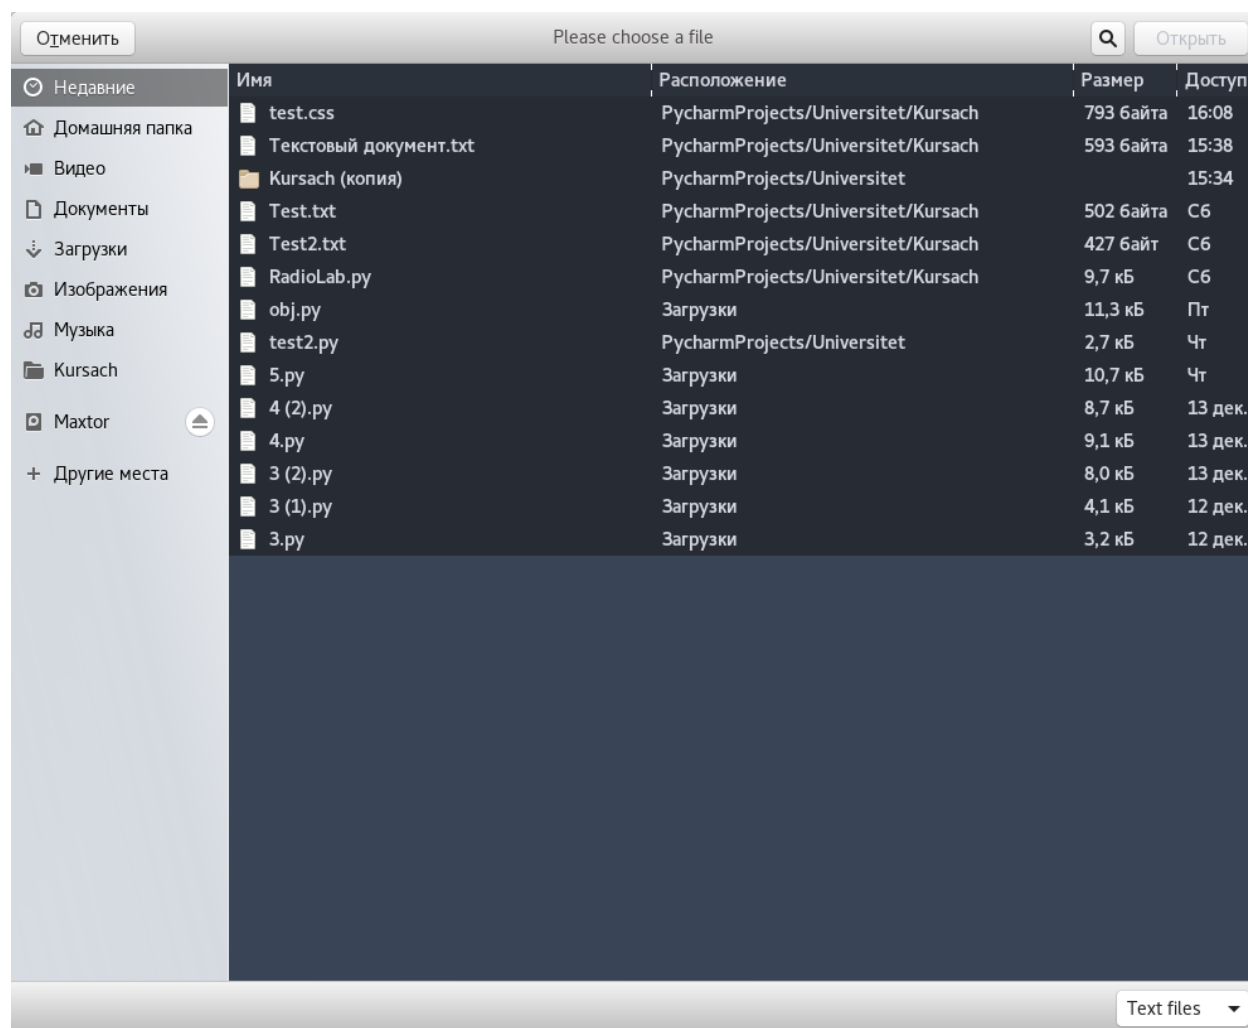 Отменить Please choose a file Открыть
Недавние
Домашняя папка
Видео
Документы
Загрузки
Изображения
Музыка
Kursach
Maxtor
Другие места
Имя Расположение Размер Доступ
test.css PycharmProjects/Universitet/Kursach 793 байта 16:08
Текстовый документ.txt PycharmProjects/Universitet/Kursach 593 байта 15:38
Kursach (копия) PycharmProjects/Universitet 15:34
Test.txt PycharmProjects/Universitet/Kursach 502 байта Сб
Test2.txt PycharmProjects/Universitet/Kursach 427 байт Сб
RadioLab.py PycharmProjects/Universitet/Kursach 9,7 кБ Сб
obj.py Загрузки 11,3 кБ Пт
test2.py PycharmProjects/Universitet 2,7 кБ Чт
5.py Загрузки 10,7 кБ Чт
4 (2).py Загрузки 8,7 кБ 13 дек.
4.py Загрузки 9,1 кБ 13 дек.
3 (2).py Загрузки 8,0 кБ 13 дек.
3 (1).py Загрузки 4,1 кБ 12 дек.
3.py Загрузки 3,2 кБ 12 дек.
Text files